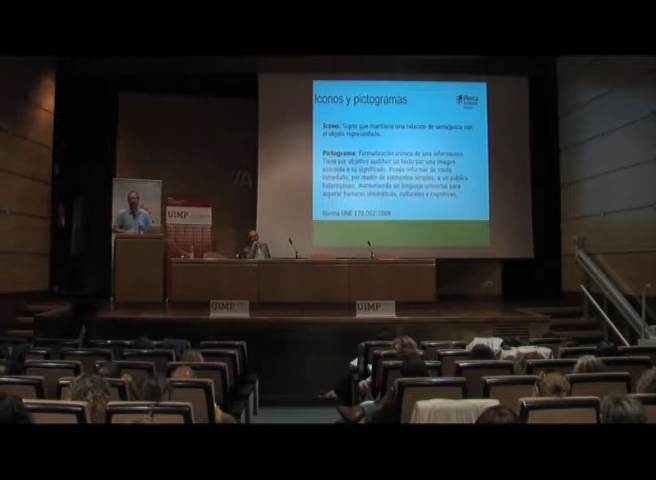 Iconos y pictogramas
Plena
Icono: Signo que mantiene una relación de semejanza con
el objeto representado.
Pictograma: Formalización icónica de una información.
Tiene por objetivo sustituir un texto por una imagen
asociada a su significado. Puede informar de modo
inmediato, por medio de elementos simples, a un público
heterogéneo, manteniendo un lenguaje universal para
superar barreras idiomáticas, culturales y cognitivas.
Norma UNE 170.002:2009
UIMP
UIMP
UIMP